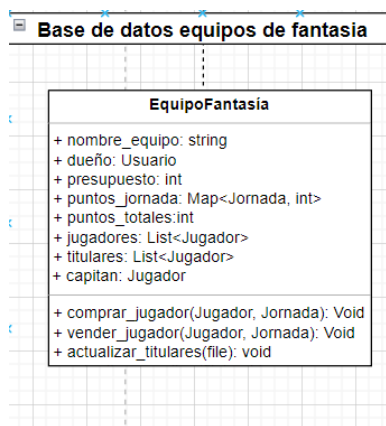 Base de datos equipos de fantasia
EquipoFantasía
+ nombre_equipo: string
+ dueño: Usuario
+ presupuesto: int
+ puntos_jornada: Map<Jornada, int>
+ puntos_totales:int
+ jugadores: List<Jugador>
+ titulares: List<Jugador>
+ capitan: Jugador
+ comprar_jugador(Jugador, Jornada): Void
+ vender_jugador(Jugador, Jornada): Void
+ actualizar_titulares(file): void